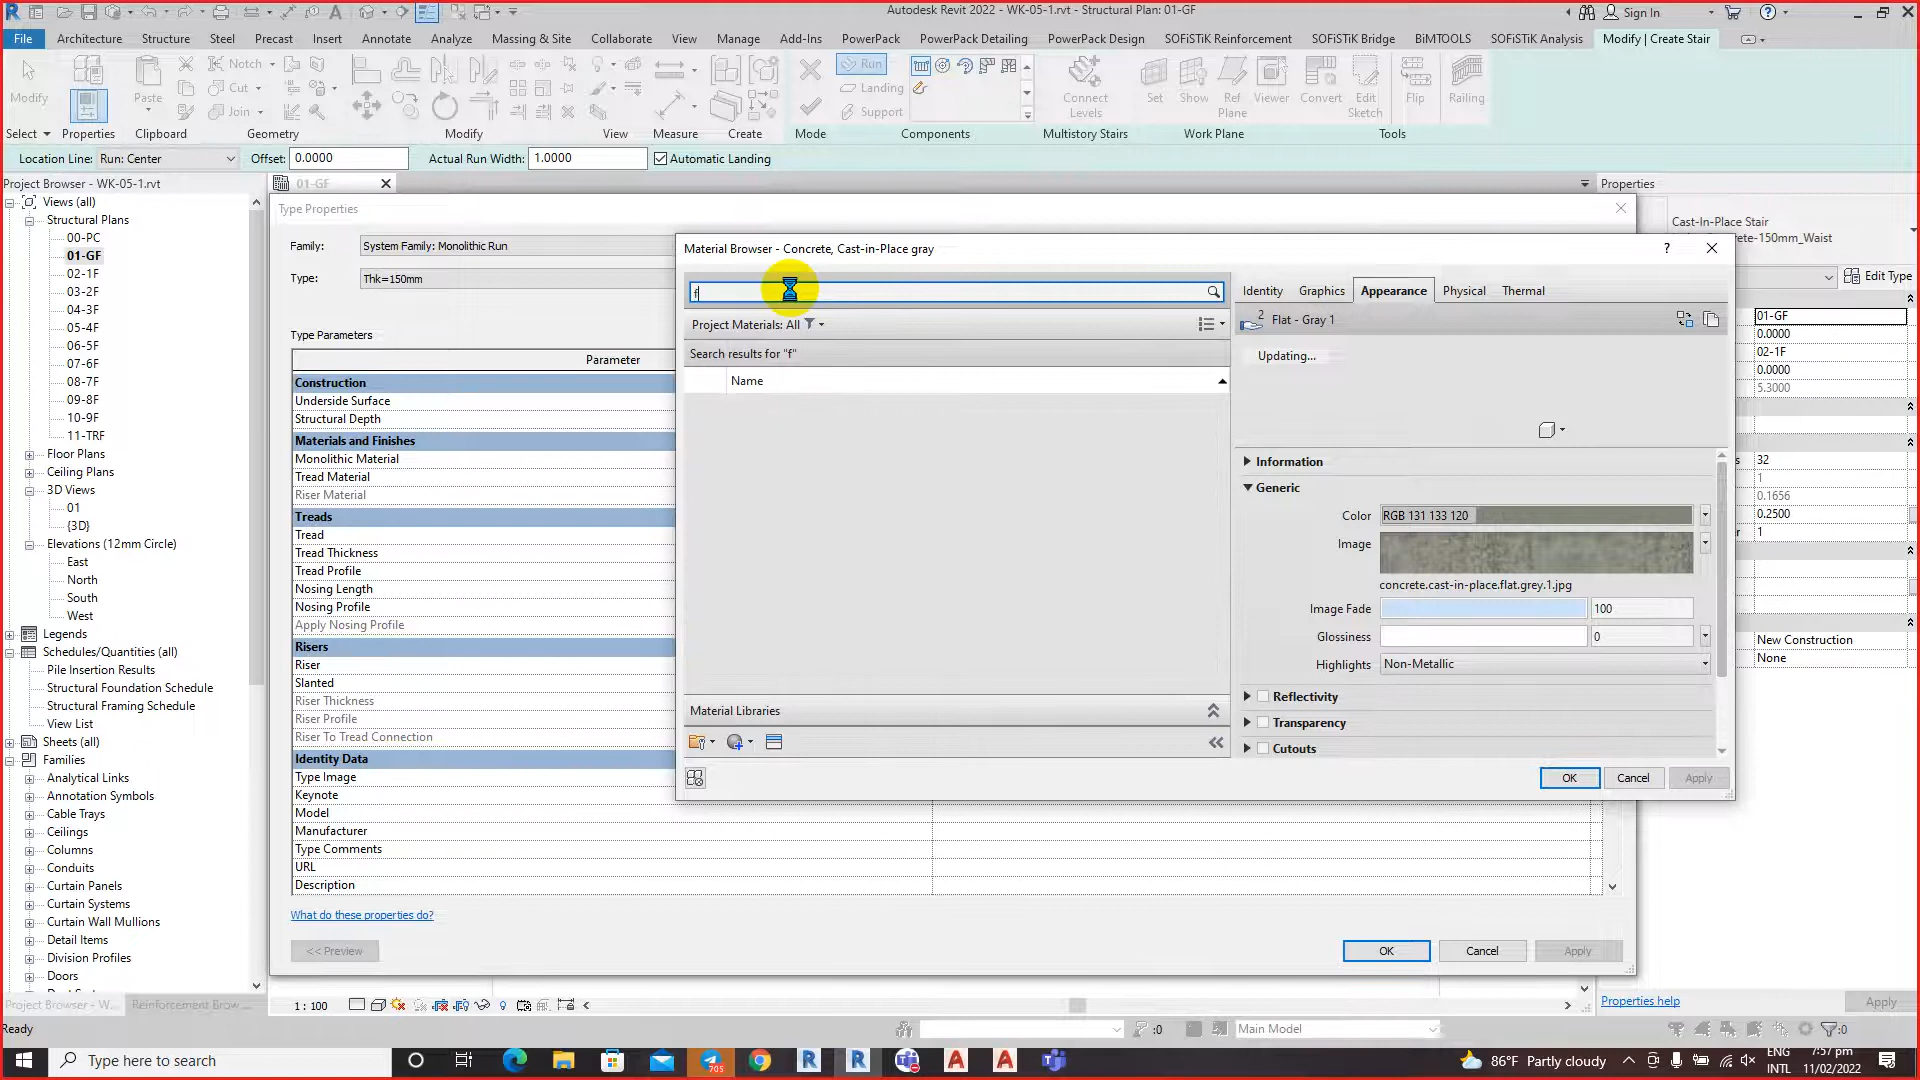 Autodesk Revit 2022 - WK-05-1.rvt - Structural Plan: 01-GF
Sign In
File Architecture Structure Steel Precast Insert Annotate Analyze Massing & Site Collaborate View Manage Add-Ins PowerPack PowerPack Detailing PowerPack Design SOFiSTiK Reinforcement SOFiSTiK Bridge BiMTOOLS SOFiSTiK Analysis Modify | Create Stair
Modify
Paste
Notch
Cut
Join
Run
Landing
Support
Connect Levels
Set Show Ref Plane Viewer Convert Edit Sketch Flip Railing
Select Properties Clipboard Geometry Modify View Measure Create Mode Components Multistory Stairs Work Plane Tools
Location Line: Run: Center Offset: 0.0000 Actual Run Width: 1.0000 Automatic Landing
Project Browser - WK-05-1.rvt
Views (all)
Structural Plans
00-PC
01-GF
02-1F
03-2F
04-3F
05-4F
06-5F
07-6F
08-7F
09-8F
10-9F
11-TRF
Floor Plans
Ceiling Plans
3D Views
01
{3D}
Elevations (12mm Circle)
East
North
South
West
Legends
Schedules/Quantities (all)
Pile Insertion Results
Structural Foundation Schedule
Structural Framing Schedule
View List
Sheets (all)
Families
Analytical Links
Annotation Symbols
Cable Trays
Ceilings
Columns
Conduits
Curtain Panels
Curtain Systems
Curtain Wall Mullions
Detail Items
Division Profiles
Doors
Project Browser - W... Reinforcement Brow...
01-GF
Type Properties
Family: System Family: Monolithic Run
Type: Thk=150mm
Type Parameters
Parameter
Construction
Underside Surface
Structural Depth
Materials and Finishes
Monolithic Material
Tread Material
Riser Material
Treads
Tread
Tread Thickness
Tread Profile
Nosing Length
Nosing Profile
Apply Nosing Profile
Risers
Riser
Slanted
Riser Thickness
Riser Profile
Riser To Tread Connection
Identity Data
Type Image
Keynote
Model
Manufacturer
Type Comments
URL
Description
What do these properties do?
<< Preview OK Cancel Apply
Material Browser - Concrete, Cast-in-Place gray
?
f
Project Materials: All
Search results for "f"
Name
Material Libraries
Identity Graphics Appearance Physical Thermal
2 Flat - Gray 1
Updating...
Information
Generic
Color RGB 131 133 120
Image
concrete.cast-in-place.flat.grey.1.jpg
Image Fade 100
Glossiness 0
Highlights Non-Metallic
Reflectivity
Transparency
Cutouts
OK Cancel Apply
Properties
Cast-In-Place Stair
150mm_Waist
Edit Type
01-GF
0.0000
02-1F
0.0000
5.3000
32
1
0.1656
0.2500
1
New Construction
None
Properties help Apply
1 : 100
Ready
:0 Main Model :0
Type here to search
705
86°F Partly cloudy
ENG
INTL
7:57 pm
11/02/2022